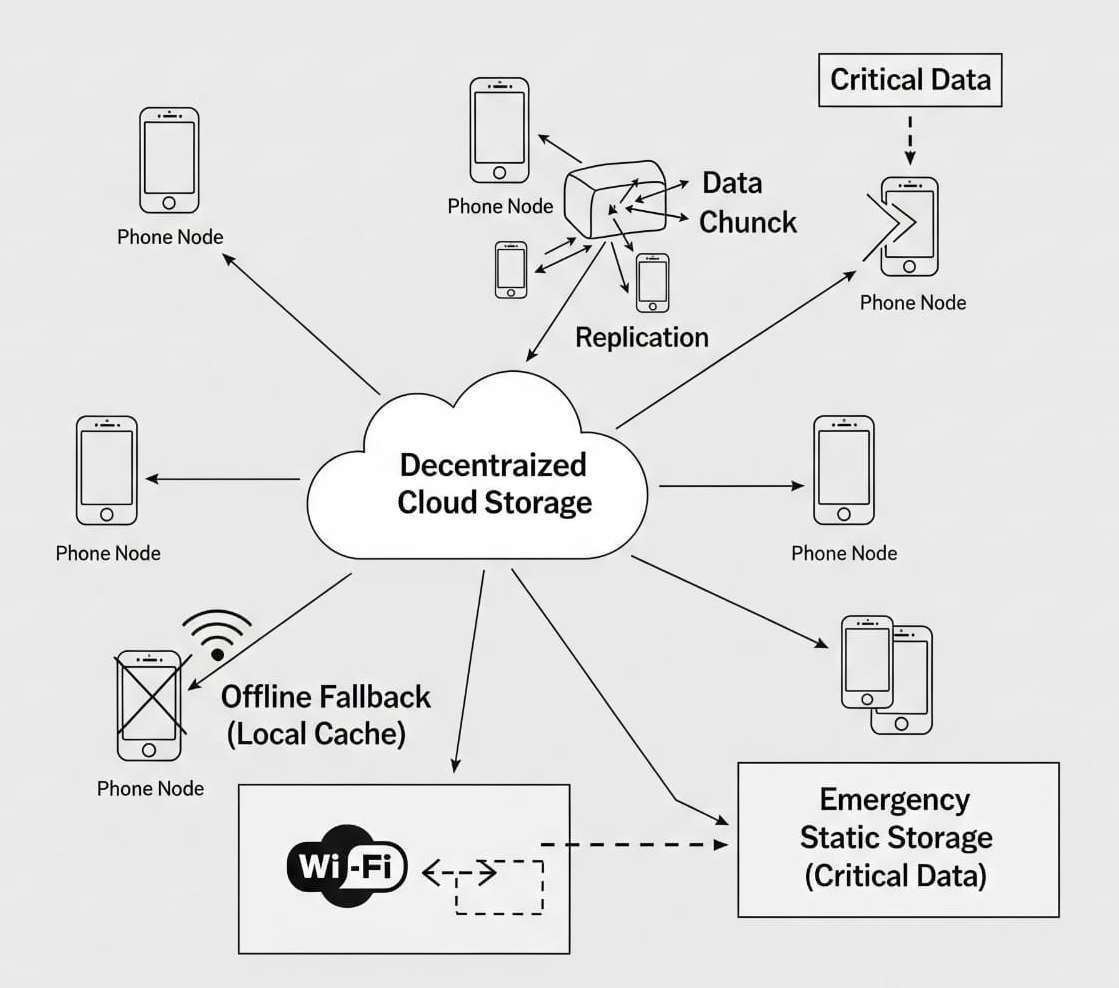 Critical Data
Phone Node
Phone Node
Data
Chunck
Phone Node
Replication
Decentraized
Cloud Storage
Phone Node
Phone Node
Offline Fallback
(Local Cache)
Phone Node
Wi-Fi
Emergency
Static Storage
(Critical Data)